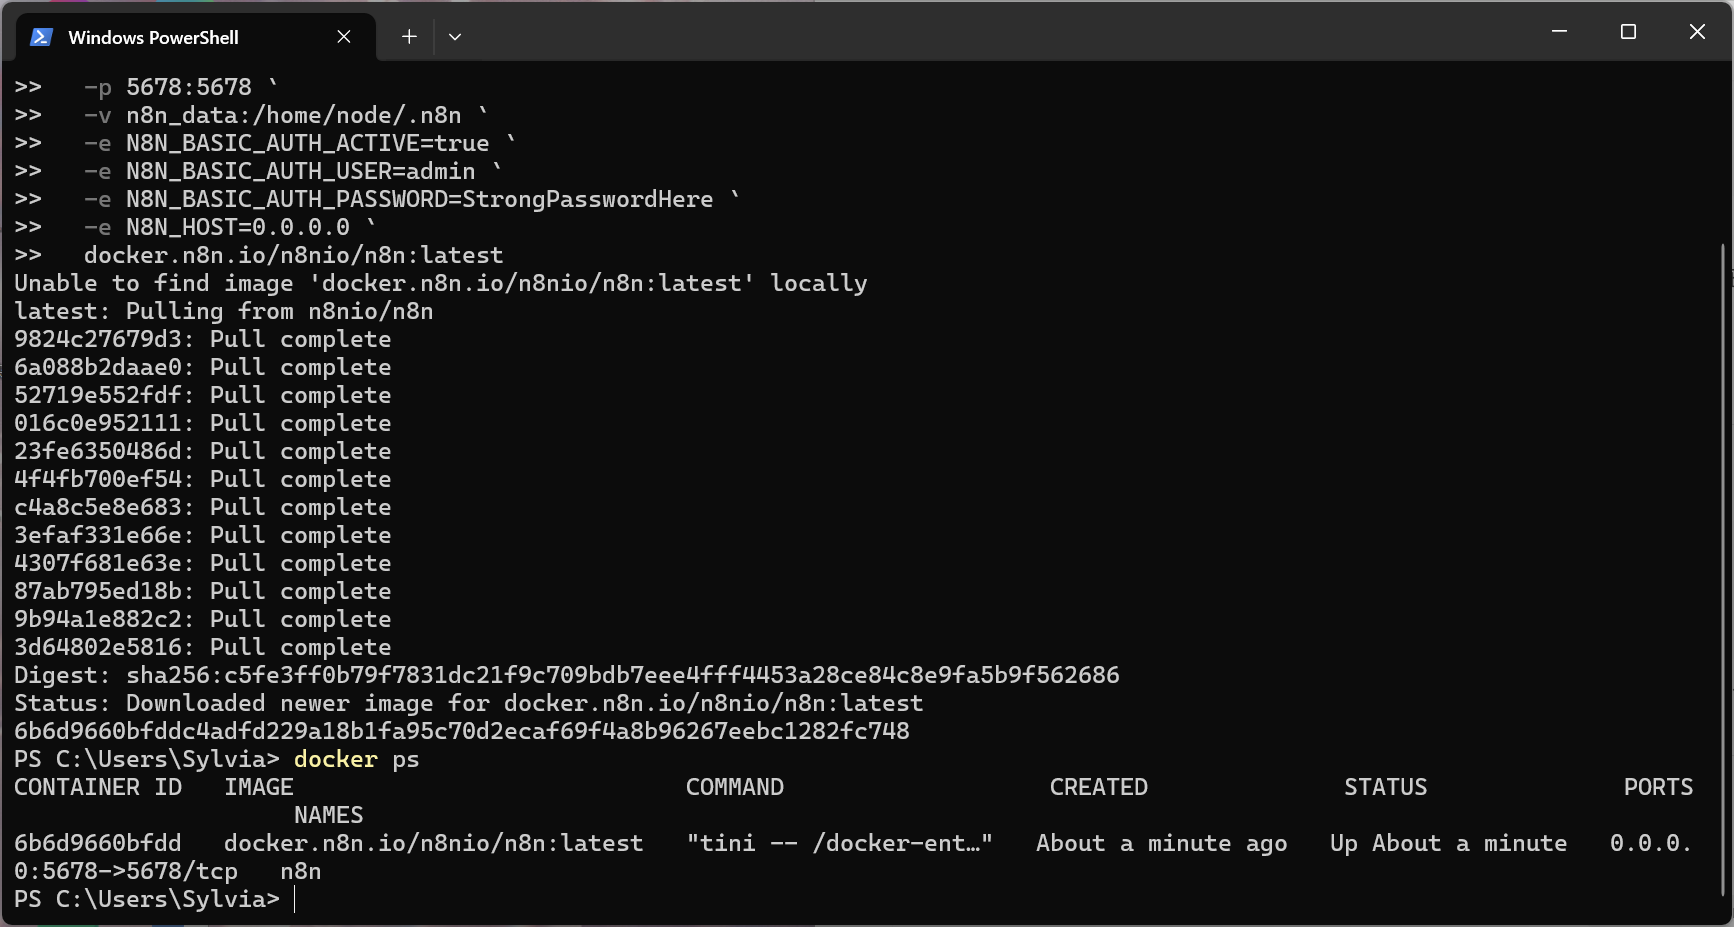 Windows PowerShell
>>   -p 5678:5678 `
>>   -v n8n_data:/home/node/.n8n `
>>   -e N8N_BASIC_AUTH_ACTIVE=true `
>>   -e N8N_BASIC_AUTH_USER=admin `
>>   -e N8N_BASIC_AUTH_PASSWORD=StrongPasswordHere `
>>   -e N8N_HOST=0.0.0.0 `
>>   docker.n8n.io/n8nio/n8n:latest
Unable to find image 'docker.n8n.io/n8nio/n8n:latest' locally
latest: Pulling from n8nio/n8n
9824c27679d3: Pull complete
6a088b2daae0: Pull complete
52719e552fdf: Pull complete
016c0e952111: Pull complete
23fe6350486d: Pull complete
4f4fb700ef54: Pull complete
c4a8c5e8e683: Pull complete
3efaf331e66e: Pull complete
4307f681e63e: Pull complete
87ab795ed18b: Pull complete
9b94a1e882c2: Pull complete
3d64802e5816: Pull complete
Digest: sha256:c5fe3ff0b79f7831dc21f9c709bdb7eee4fff4453a28ce84c8e9fa5b9f562686
Status: Downloaded newer image for docker.n8n.io/n8nio/n8n:latest
6b6d9660bfddc4adfd229a18b1fa95c70d2ecaf69f4a8b96267eebc1282fc748
PS C:\Users\Sylvia> docker ps
CONTAINER ID   IMAGE                            COMMAND                   CREATED              STATUS              PORTS
                    NAMES
6b6d9660bfdd   docker.n8n.io/n8nio/n8n:latest   "tini -- /docker-ent…"   About a minute ago   Up About a minute   0.0.0.
0:5678->5678/tcp   n8n
PS C:\Users\Sylvia>